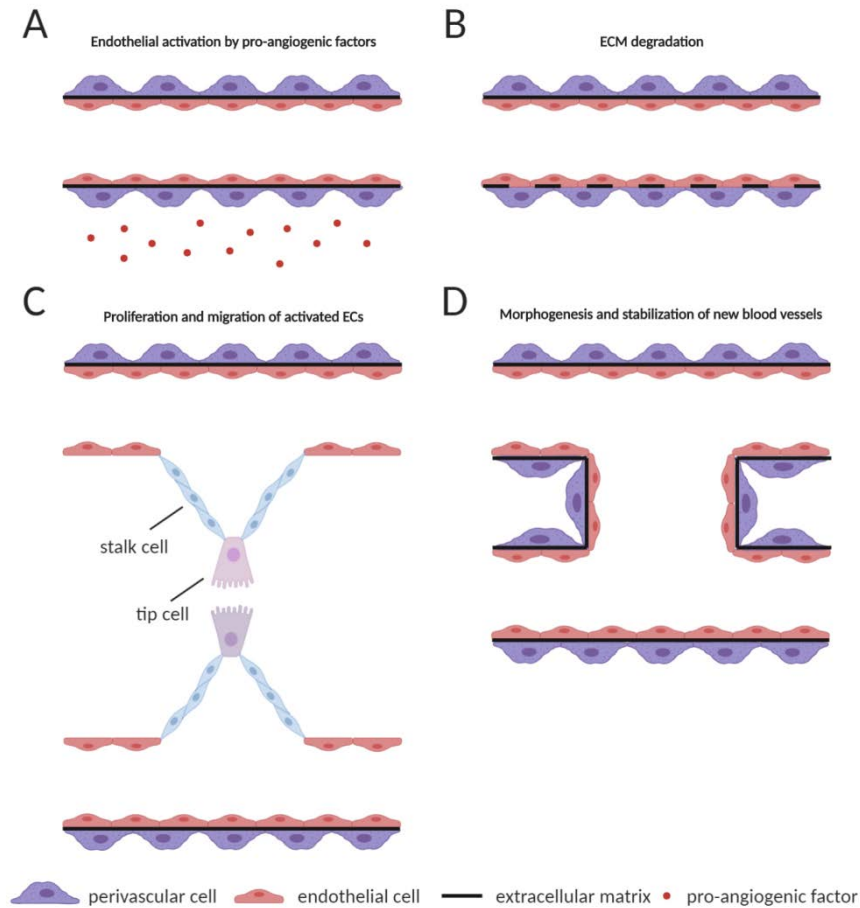 A
Endothelial activation by pro-angiogenic factors
B
ECM degradation
C
Proliferation and migration of activated ECs
D
Morphogenesis and stabilization of new blood vessels
stalk cell
tip cell
perivascular cell
endothelial cell
extracellular matrix
pro-angiogenic factor